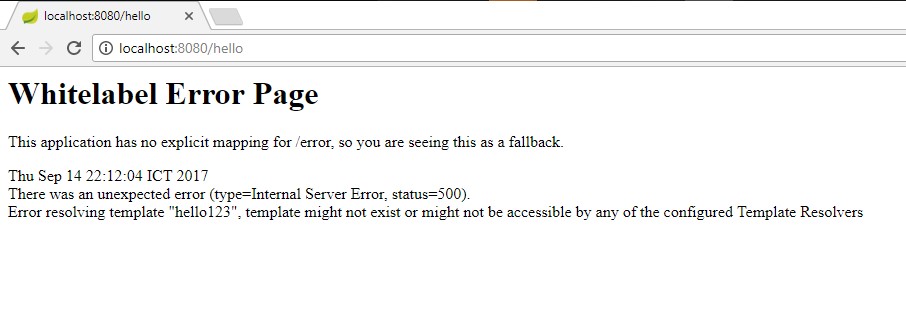 localhost:8080/hello
localhost:8080/hello
Whitelabel Error Page
This application has no explicit mapping for /error, so you are seeing this as a fallback.
Thu Sep 14 22:12:04 ICT 2017
There was an unexpected error (type=Internal Server Error, status=500).
Error resolving template "hello123", template might not exist or might not be accessible by any of the configured Template Resolvers